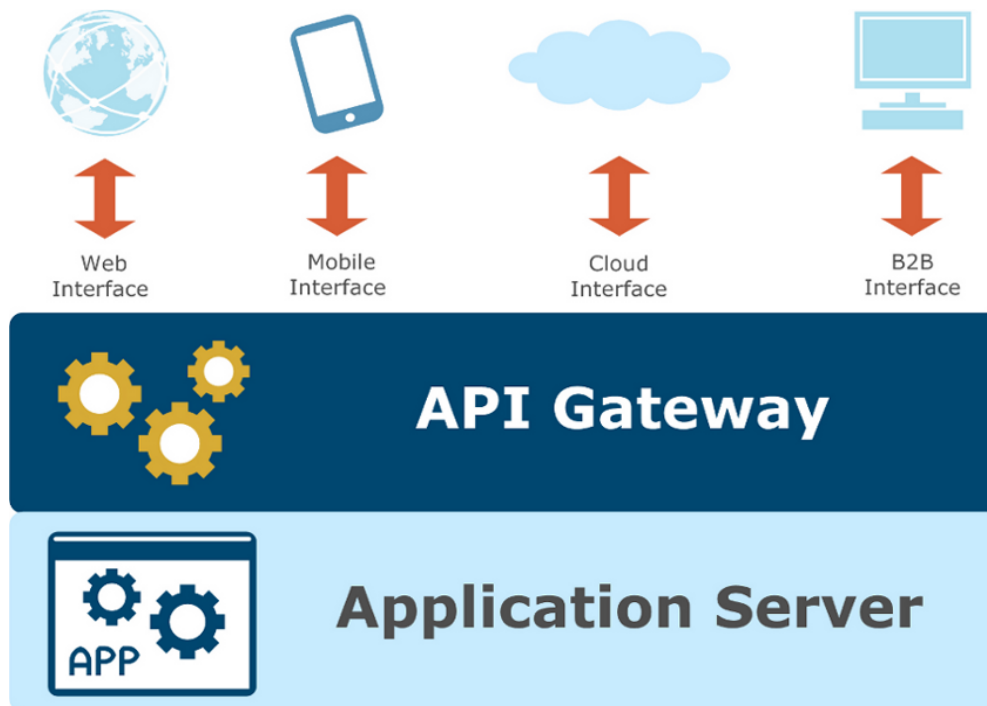 Web
Interface
Mobile
Interface
Cloud
Interface
B2B
Interface
API Gateway
APP
Application Server